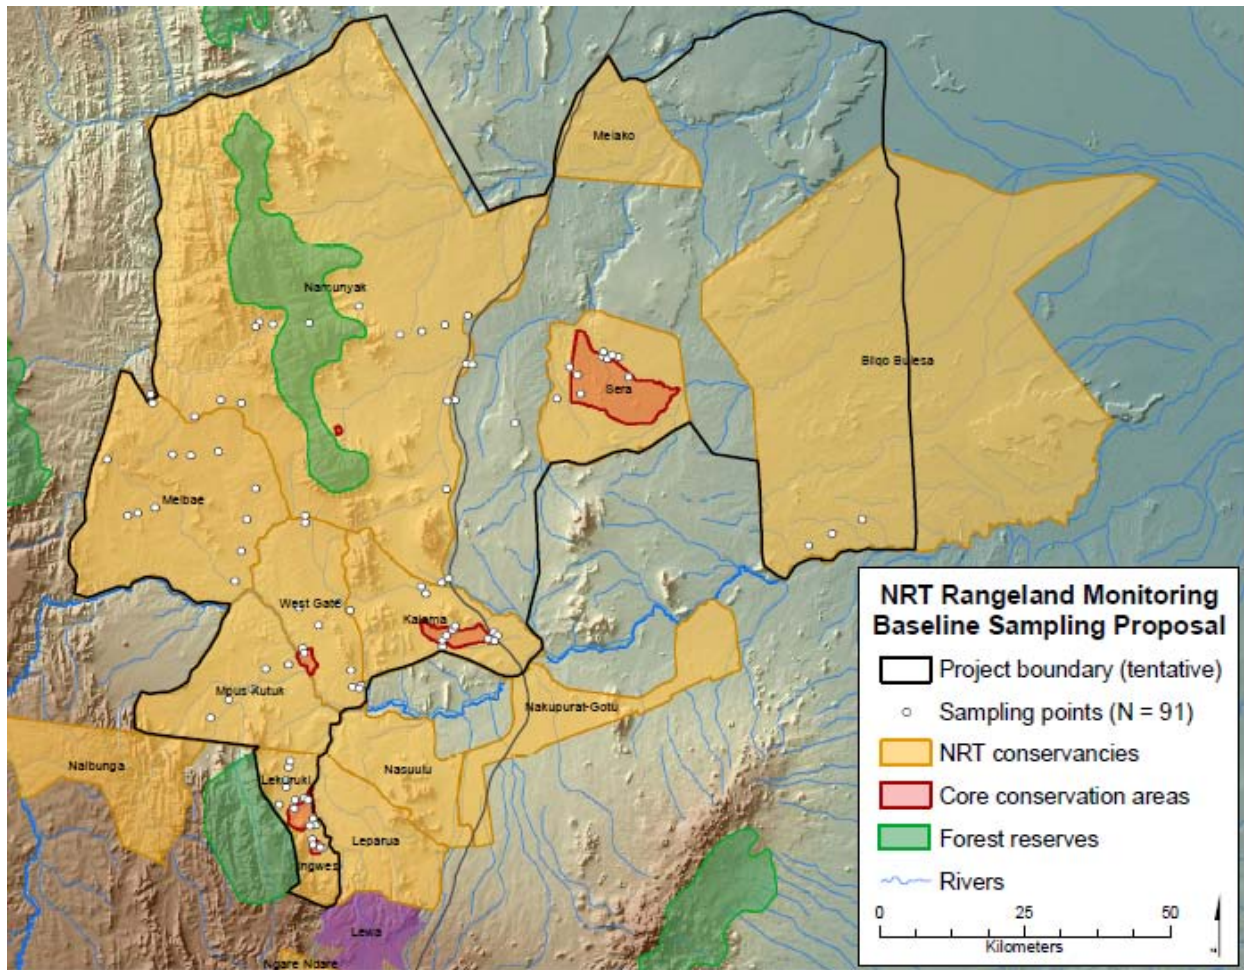 Melako
Namunyak
Biliqo Bulesa
Sera
Meibae
West Gate
Kalama
Mpus Kutuk
Nakupurat-Gotu
Naibunga
Lekurruki
Nasuulu
Leparua
Ingwesi
Lewa
Ngare Ndare
NRT Rangeland Monitoring
Baseline Sampling Proposal
Project boundary (tentative)
Sampling points (N = 91)
NRT conservancies
Core conservation areas
Forest reserves
Rivers
0 25 50
Kilometers